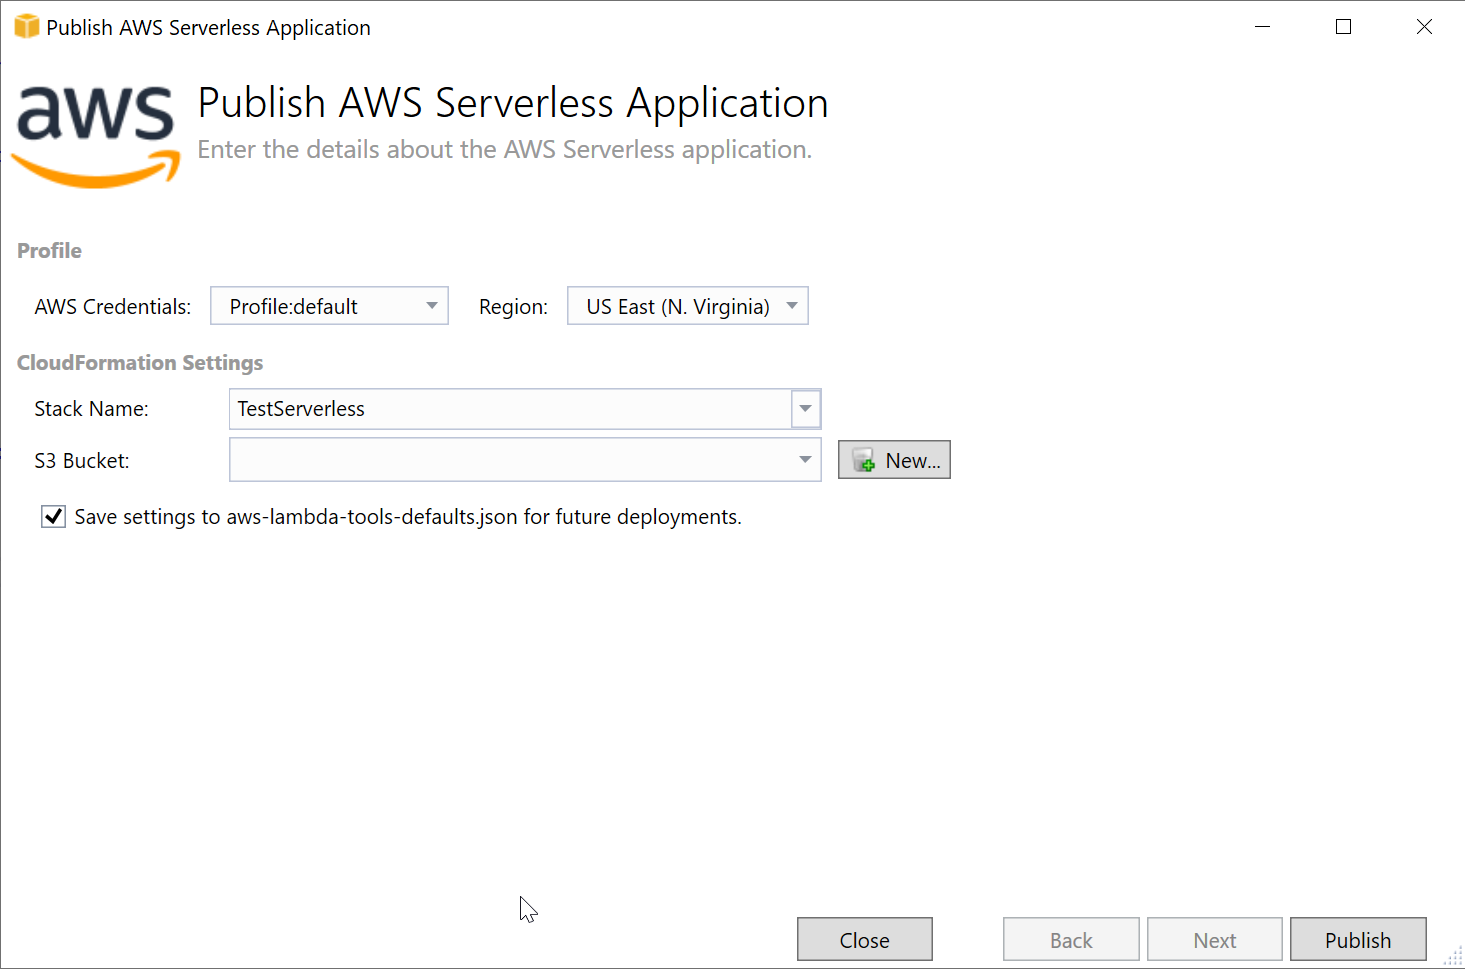 Publish AWS Serverless Application
aws
Publish AWS Serverless Application
Enter the details about the AWS Serverless application.
Profile
AWS Credentials: Profile:default Region: US East (N. Virginia)
CloudFormation Settings
Stack Name: TestServerless
S3 Bucket: New...
Save settings to aws-lambda-tools-defaults.json for future deployments.
Close Back Next Publish